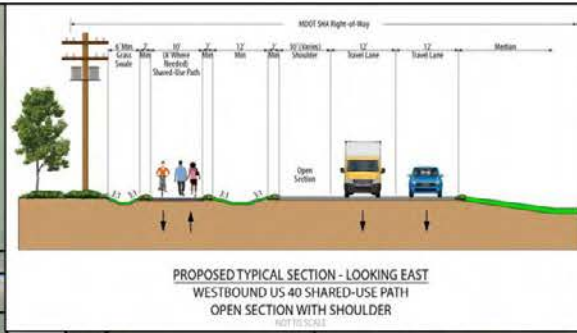 MDOT SHA Right-of-Way
6' Min
Grass
Swale
2'
Min
10'
(8' Where
Needed)
Shared-Use Path
2'
Min
12'
Min
2'
Min
10' (Varies)
Shoulder
12'
Travel Lane
12'
Travel Lane
Median
Open
Section
3:1
3:1
3:1
3:1
PROPOSED TYPICAL SECTION - LOOKING EAST
WESTBOUND US 40 SHARED-USE PATH
OPEN SECTION WITH SHOULDER
NOT TO SCALE